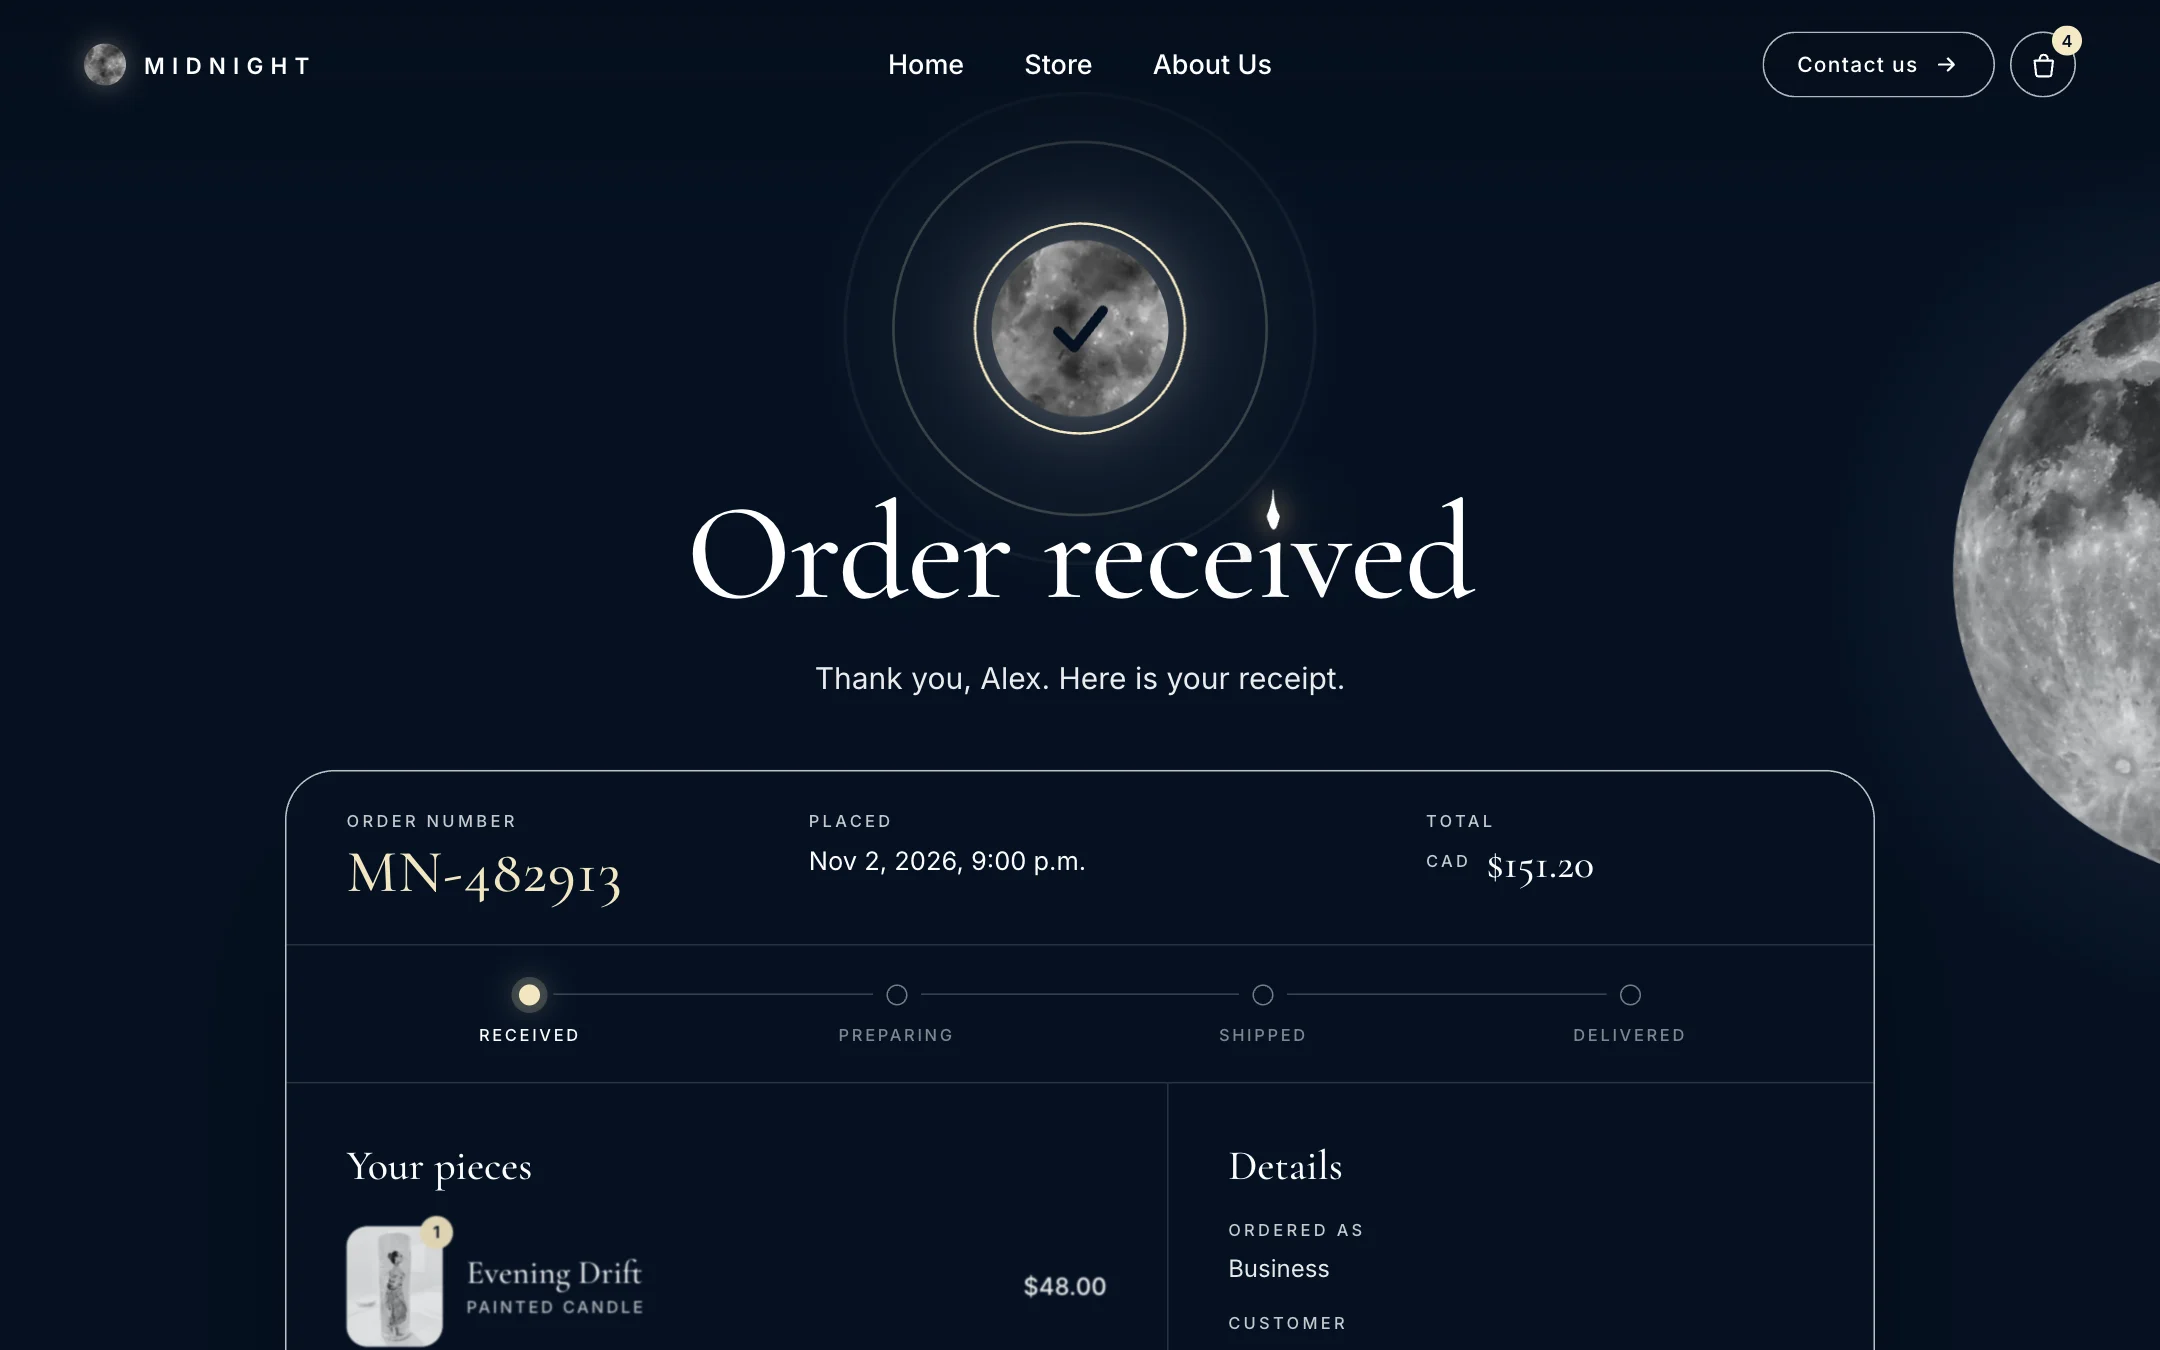 MIDNIGHT
Home Store About Us
Contact us
4
Order received
Thank you, Alex. Here is your receipt.
ORDER NUMBER
MN-482913
PLACED
Nov 2, 2026, 9:00 p.m.
TOTAL
CAD $151.20
RECEIVED
PREPARING
SHIPPED
DELIVERED
Your pieces
1
Evening Drift
PAINTED CANDLE
$48.00
Details
ORDERED AS
Business
CUSTOMER